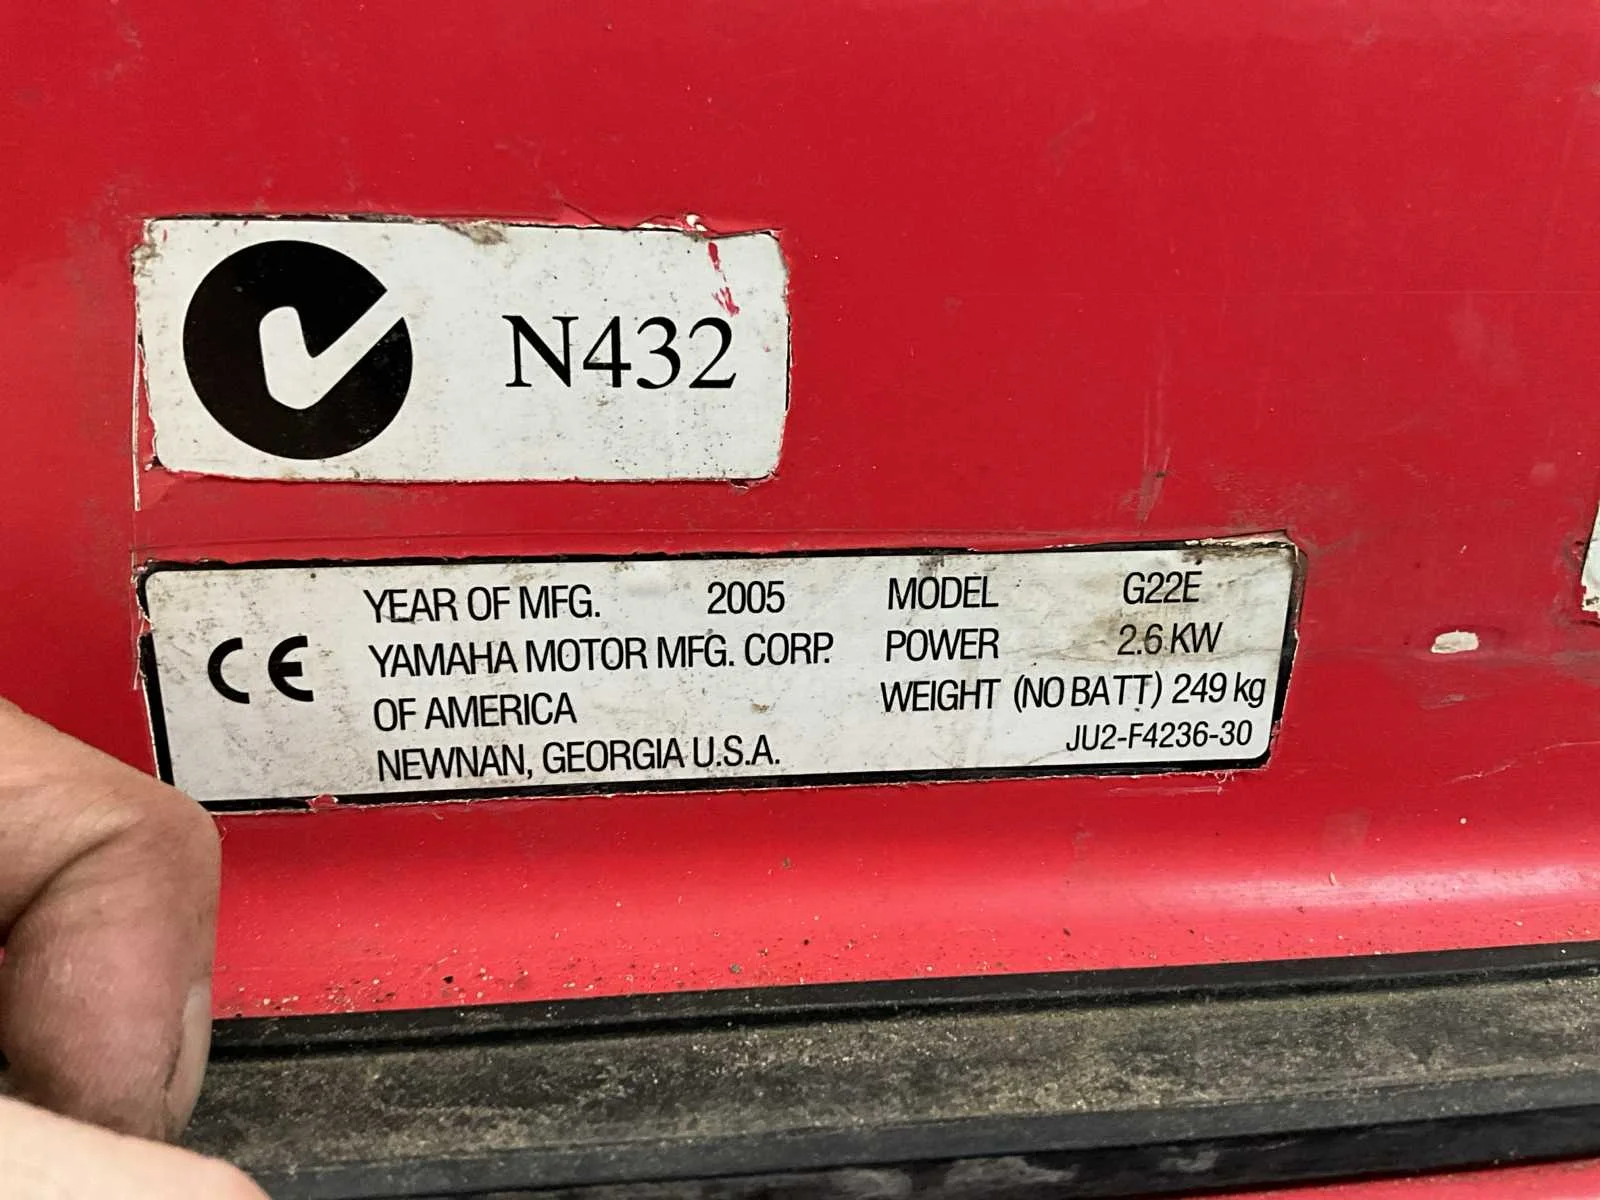 N432
YEAR OF MFG. 2005
YAMAHA MOTOR MFG. CORP.
OF AMERICA
NEWNAN, GEORGIA U.S.A.
CE
MODEL G22E
POWER 2.6 KW
WEIGHT (NO BATT) 249 kg
JU2-F4236-30